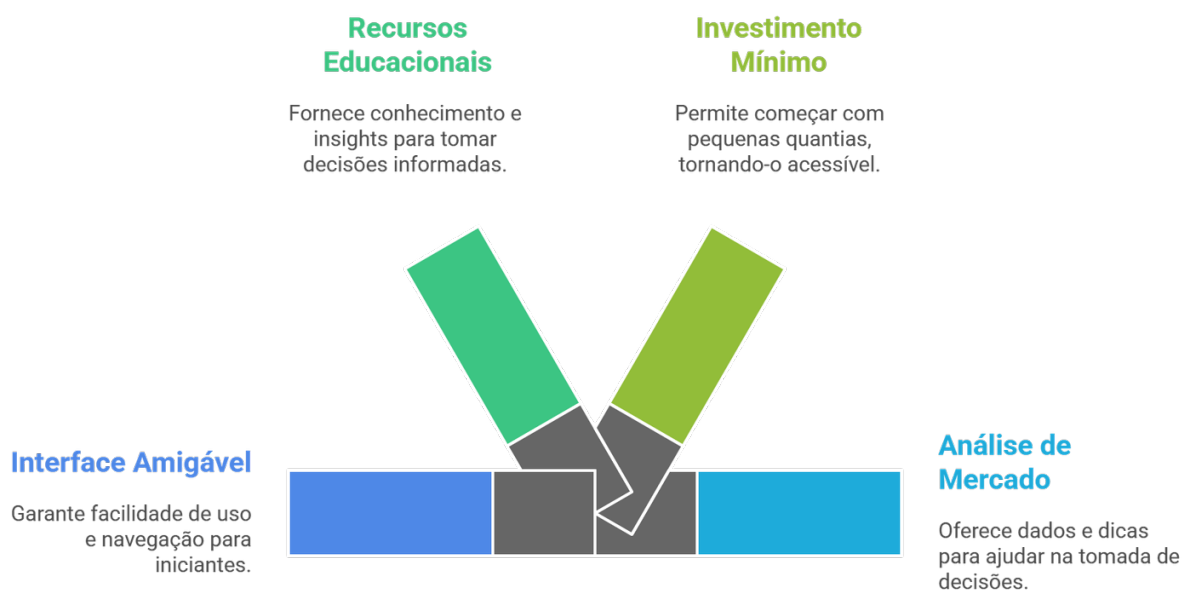 Recursos
Educacionais
Fornece conhecimento e
insights para tomar
decisões informadas.
Investimento
Mínimo
Permite começar com
pequenas quantias,
tornando-o acessível.
Interface Amigável
Garante facilidade de uso
e navegação para
iniciantes.
Análise de
Mercado
Oferece dados e dicas
para ajudar na tomada de
decisões.